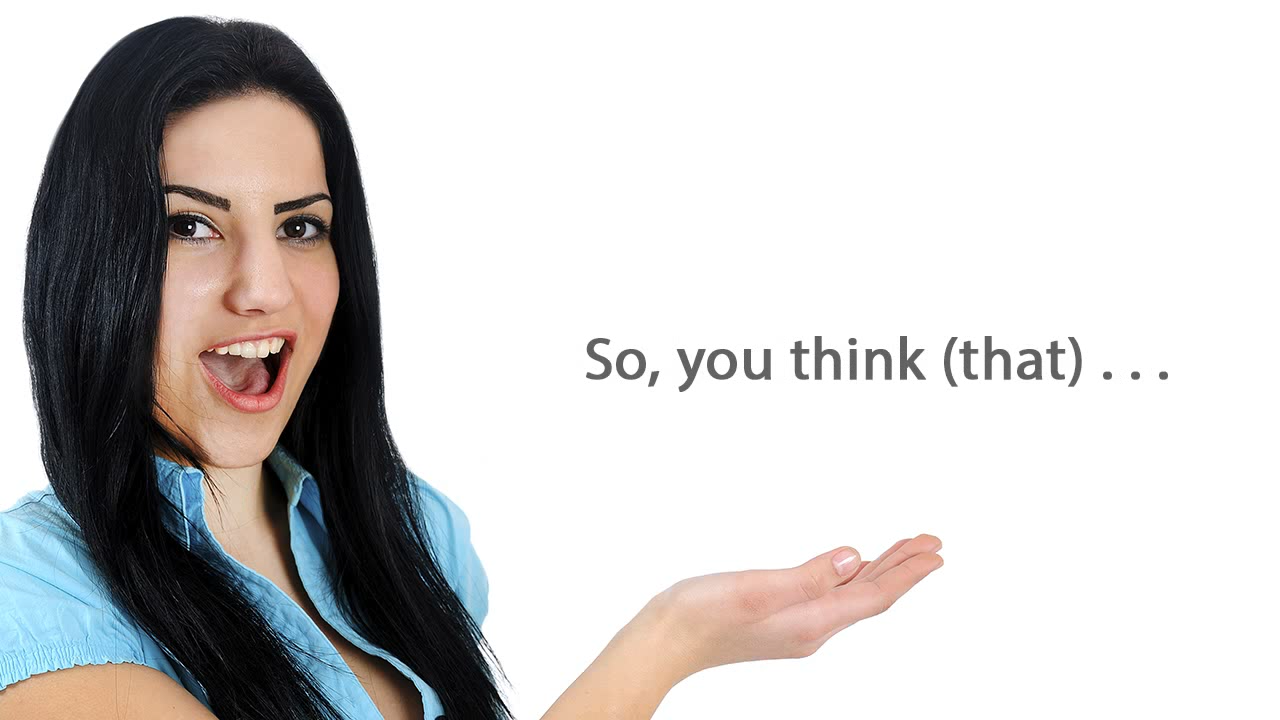 So, you think (that) . . .